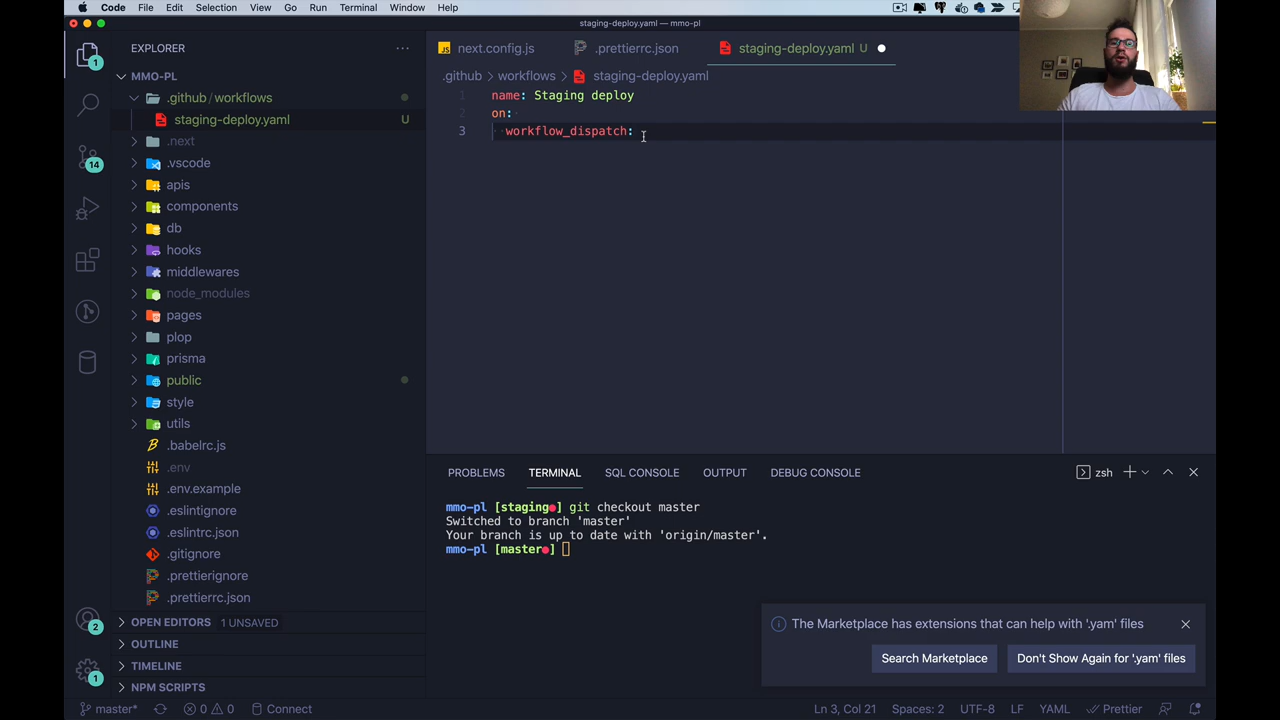 Code File Edit Selection View Go Run Terminal Window Help
staging-deploy.yaml — mmo-pl
EXPLORER
MMO-PL
.github / workflows
staging-deploy.yaml U
.next
.vscode
apis
components
db
hooks
middlewares
node_modules
pages
plop
prisma
public
style
utils
.babelrc.js
.env
.env.example
.eslintignore
.eslintrc.json
.gitignore
.prettierignore
.prettierrc.json
OPEN EDITORS 1 UNSAVED
OUTLINE
TIMELINE
NPM SCRIPTS
1
14
2
1
next.config.js .prettierrc.json staging-deploy.yaml U
.github > workflows > staging-deploy.yaml
1 name: Staging deploy
2 on:
3 workflow_dispatch:
PROBLEMS TERMINAL SQL CONSOLE OUTPUT DEBUG CONSOLE zsh
mmo-pl [staging●] git checkout master
Switched to branch 'master'
Your branch is up to date with 'origin/master'.
mmo-pl [master●]
The Marketplace has extensions that can help with '.yam' files
Search Marketplace Don't Show Again for '.yam' files
master* 0 0 Connect Ln 3, Col 21 Spaces: 2 UTF-8 LF YAML Prettier